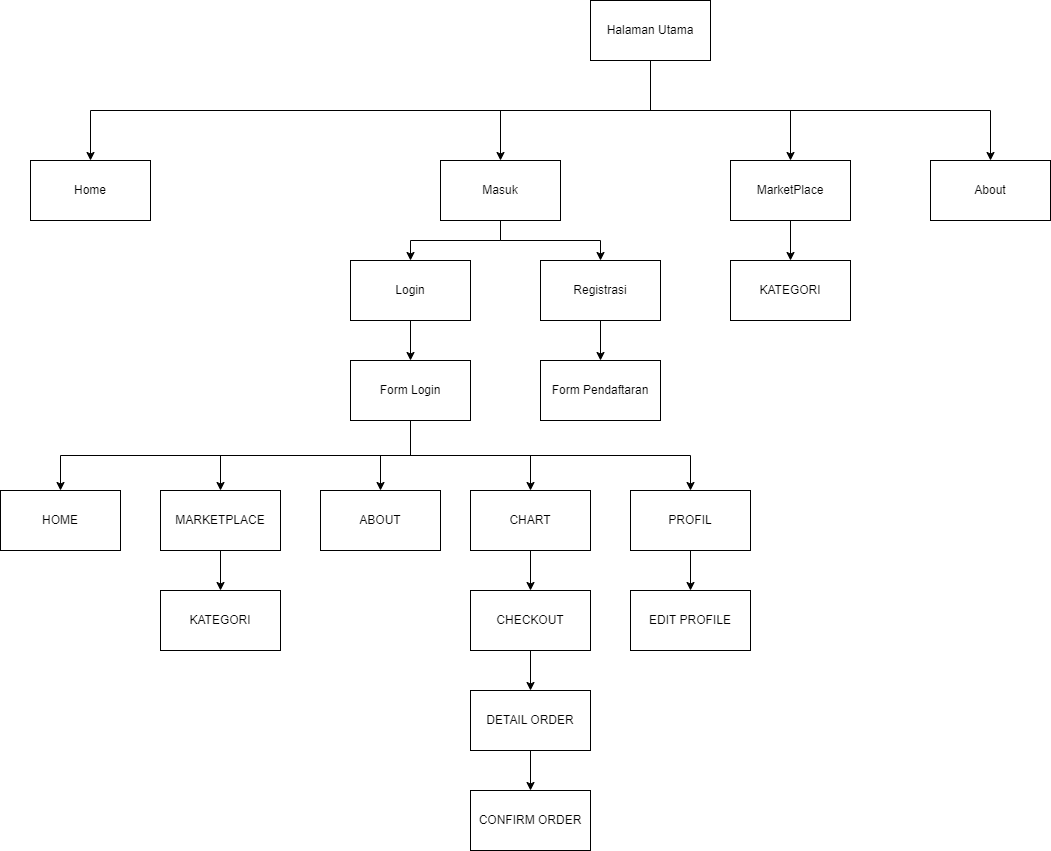 Halaman Utama
Home
Masuk
MarketPlace
About
Login
Registrasi
KATEGORI
Form Login
Form Pendaftaran
HOME
MARKETPLACE
ABOUT
CHART
PROFIL
KATEGORI
CHECKOUT
EDIT PROFILE
DETAIL ORDER
CONFIRM ORDER